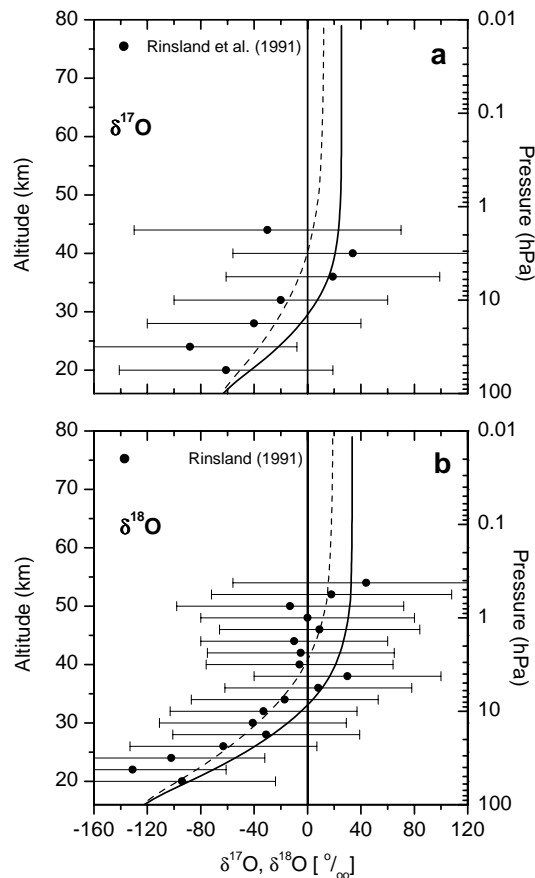 80
70
60
50
40
30
20
Altitude (km)
Rinsland et al. (1991)
a
δ¹⁷O
0.01
0.1
1
10
100
Pressure (hPa)
80
70
60
50
40
30
20
Altitude (km)
Rinsland (1991)
b
δ¹⁸O
0.01
0.1
1
10
100
Pressure (hPa)
-160 -120 -80 -40 0 40 80 120
δ¹⁷O, δ¹⁸O [ º/ₒₒ]